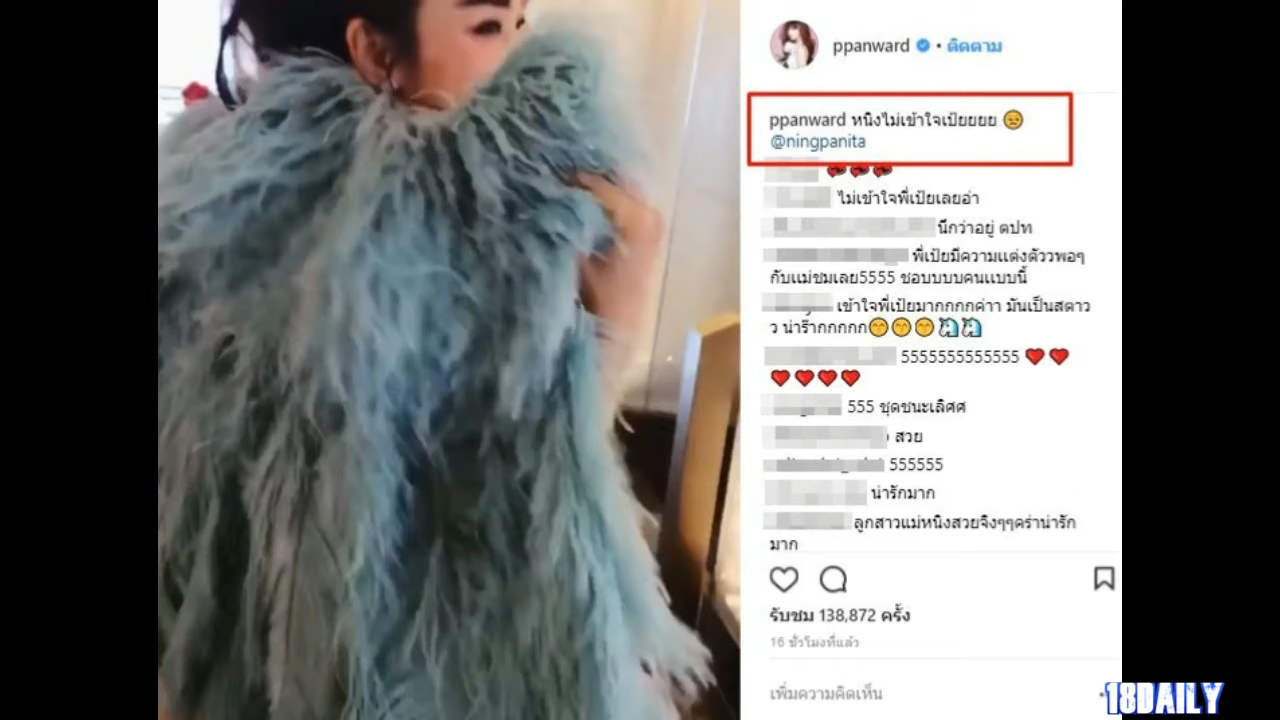 ppanward • ติดตาม
ppanward หนิงไม่เข้าใจเป้ยยยย
@ningpanita
ไม่เข้าใจพี่เป้ยเลยอ่า
นึกว่าอยู่ ตปท
พี่เป้ยมีความแต่งตัววพอๆ
กับแม่ชมเลย5555 ชอบบบบคนแบบนี้
เข้าใจพี่เป้ยมากกกกค่าา มันเป็นสตาวว
ว น่าร๊ากกกกก
5555555555555
555 ชุดชนะเลิศศ
สวย
555555
น่ารักมาก
ลูกสาวแม่หนิงสวยจิงๆๆคร่าน่ารัก
มาก
รับชม 138,872 ครั้ง
16 ชั่วโมงที่แล้ว
เพิ่มความคิดเห็น
18DAILY